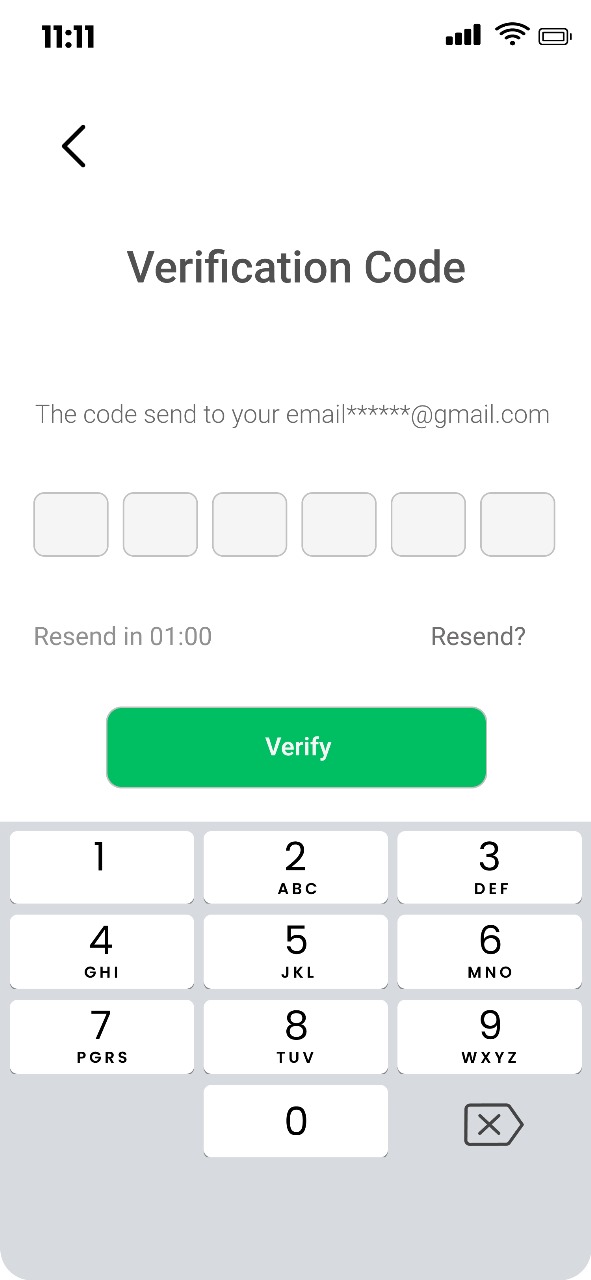 11:11
Verification Code
The code send to your email******@gmail.com
Resend in 01:00 Resend?
Verify
1 2 3
ABC DEF
4 5 6
GHI JKL MNO
7 8 9
PGRS TUV WXYZ
0